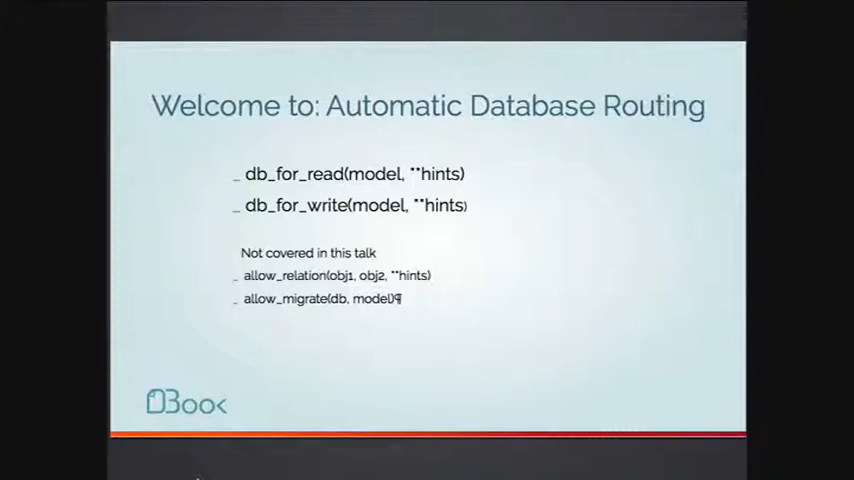 Welcome to: Automatic Database Routing
_ db_for_read(model, **hints)
_ db_for_write(model, **hints)
Not covered in this talk
_ allow_relation(obj1, obj2, **hints)
_ allow_migrate(db, model)¶
DBook